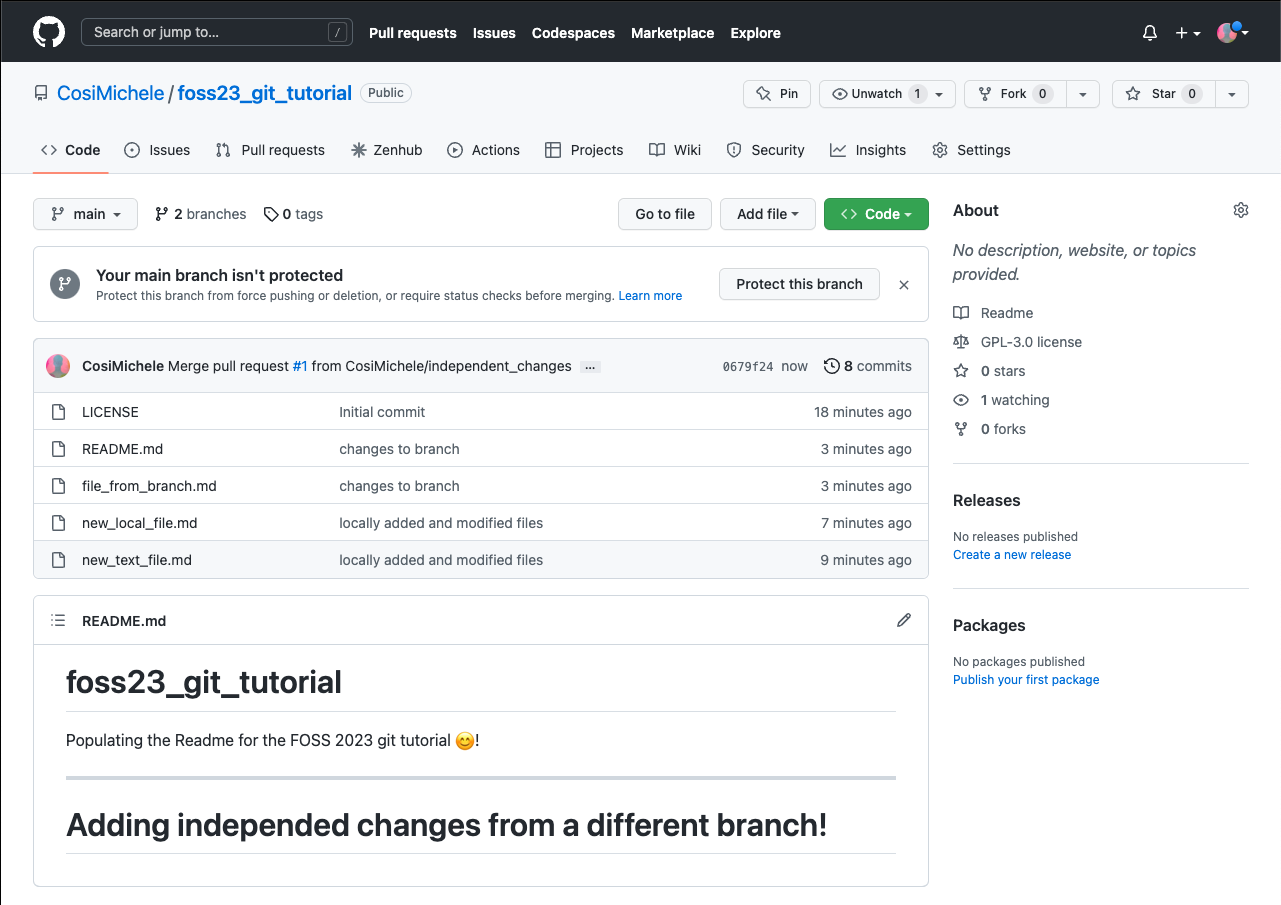 Search or jump to… /
Pull requests Issues Codespaces Marketplace Explore
CosiMichele / foss23_git_tutorial Public
Pin Unwatch 1 Fork 0 Star 0
Code Issues Pull requests Zenhub Actions Projects Wiki Security Insights Settings
main 2 branches 0 tags Go to file Add file Code
Your main branch isn't protected
Protect this branch from force pushing or deletion, or require status checks before merging. Learn more
Protect this branch
CosiMichele Merge pull request #1 from CosiMichele/independent_changes … 0679f24 now 8 commits
LICENSE Initial commit 18 minutes ago
README.md changes to branch 3 minutes ago
file_from_branch.md changes to branch 3 minutes ago
new_local_file.md locally added and modified files 7 minutes ago
new_text_file.md locally added and modified files 9 minutes ago
README.md
foss23_git_tutorial
Populating the Readme for the FOSS 2023 git tutorial 😊!
Adding independed changes from a different branch!
About
No description, website, or topics
provided.
Readme
GPL-3.0 license
0 stars
1 watching
0 forks
Releases
No releases published
Create a new release
Packages
No packages published
Publish your first package